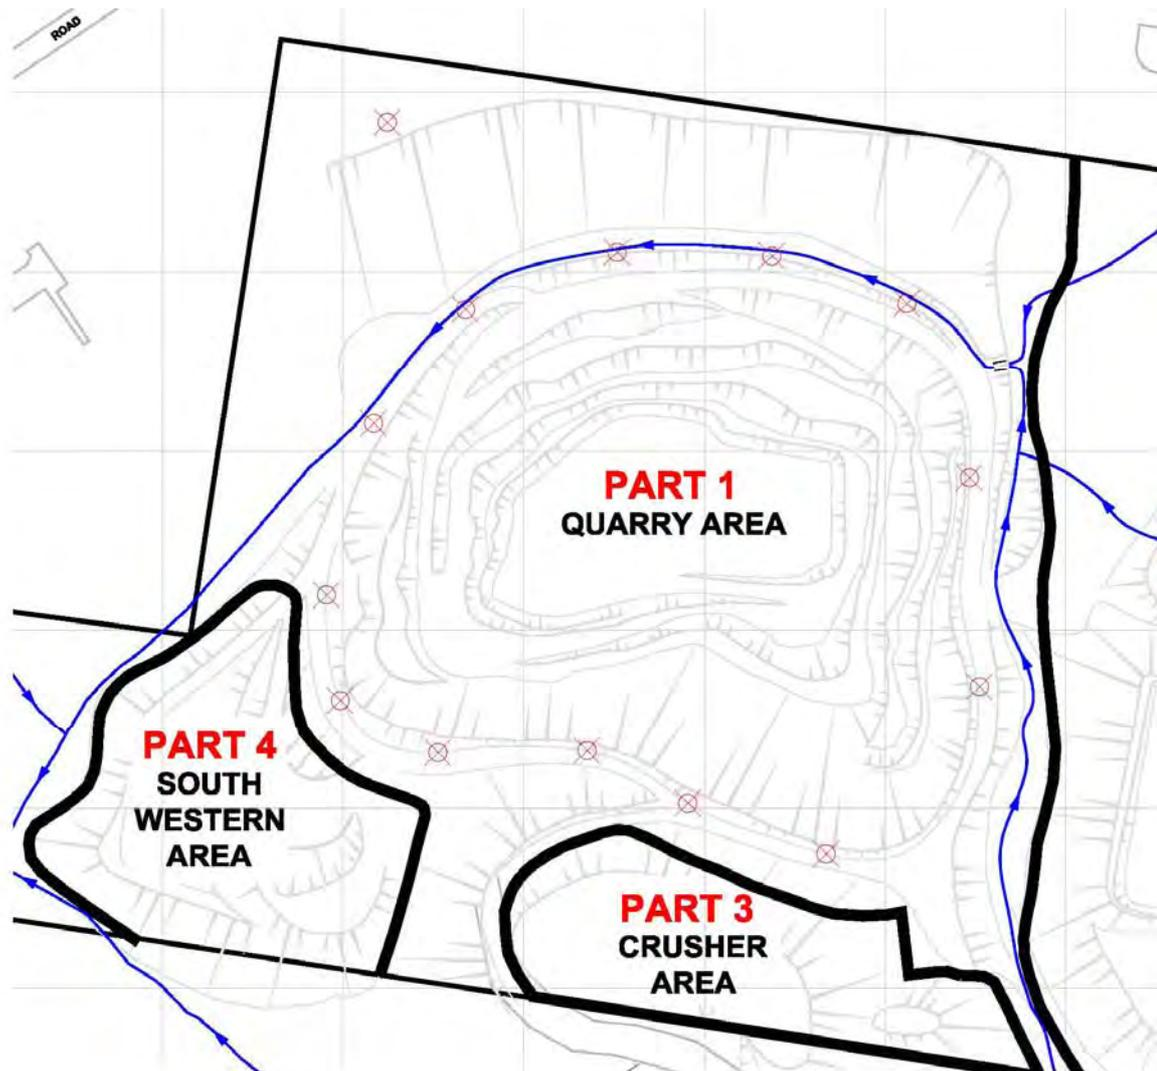 ROAD
PART 1
QUARRY AREA
PART 4
SOUTH
WESTERN
AREA
PART 3
CRUSHER
AREA